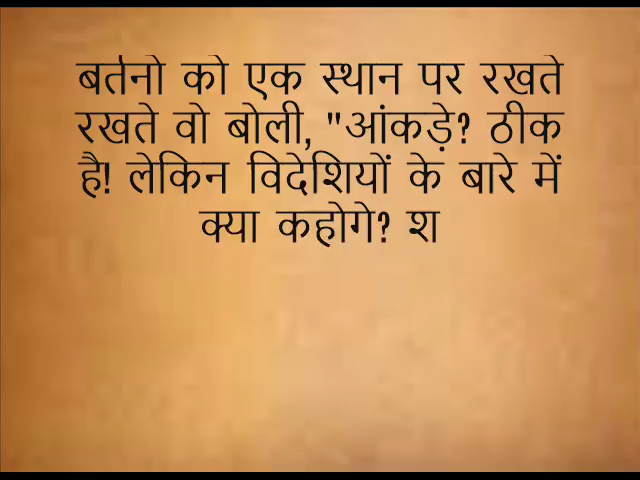 बर्तनो को एक स्थान पर रखते
रखते वो बोली, "आंकड़े? ठीक
है! लेकिन विदेशियों के बारे में
क्या कहोगे? श